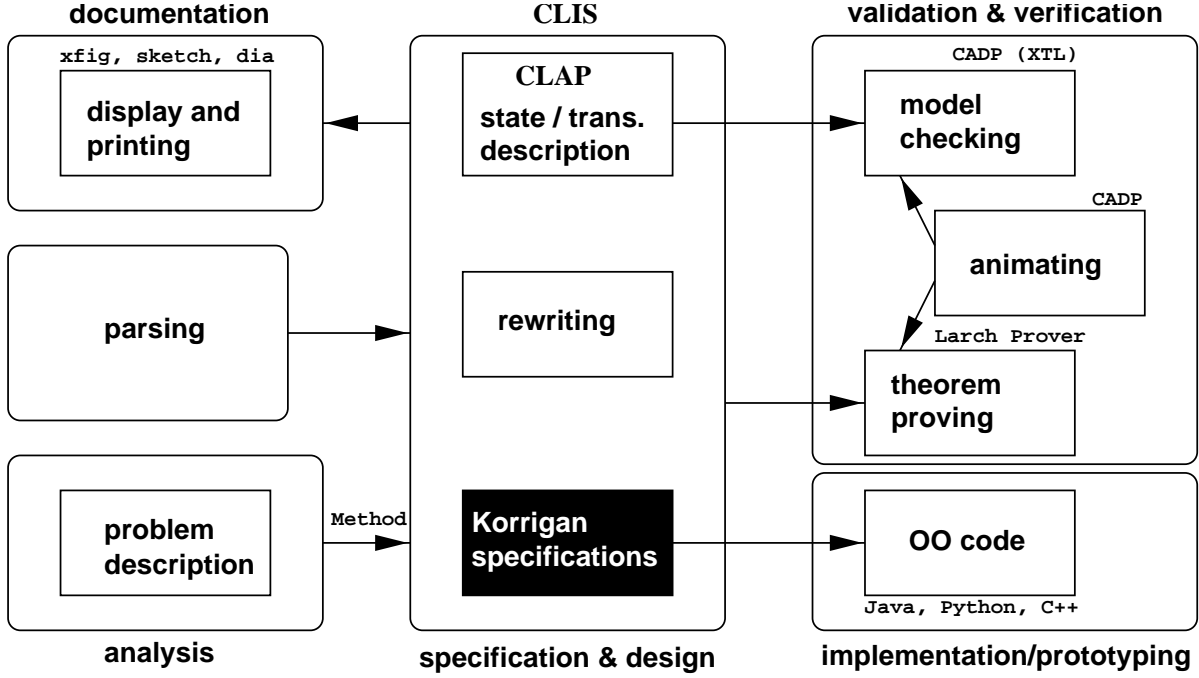 documentation
CLIS
validation & verification
xfig, sketch, dia
display and
printing
CLAP
state / trans.
description
CADP (XTL)
model
checking
CADP
animating
parsing
rewriting
Larch Prover
theorem
proving
problem
description
Method
Korrigan
specifications
OO code
Java, Python, C++
analysis
specification & design
implementation/prototyping